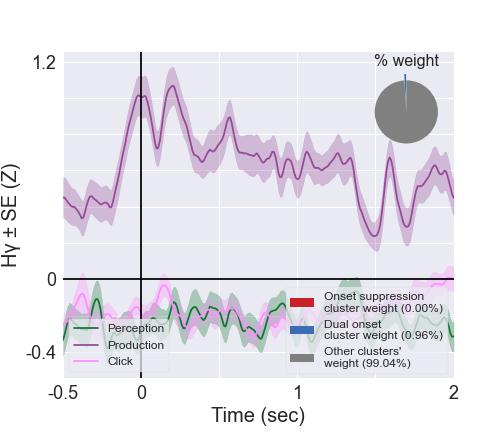 % weight
1.2
0
-0.4
Hγ ± SE (Z)
Perception
Production
Click
Onset suppression
cluster weight (0.00%)
Dual onset
cluster weight (0.96%)
Other clusters'
weight (99.04%)
-0.5
0
1
2
Time (sec)